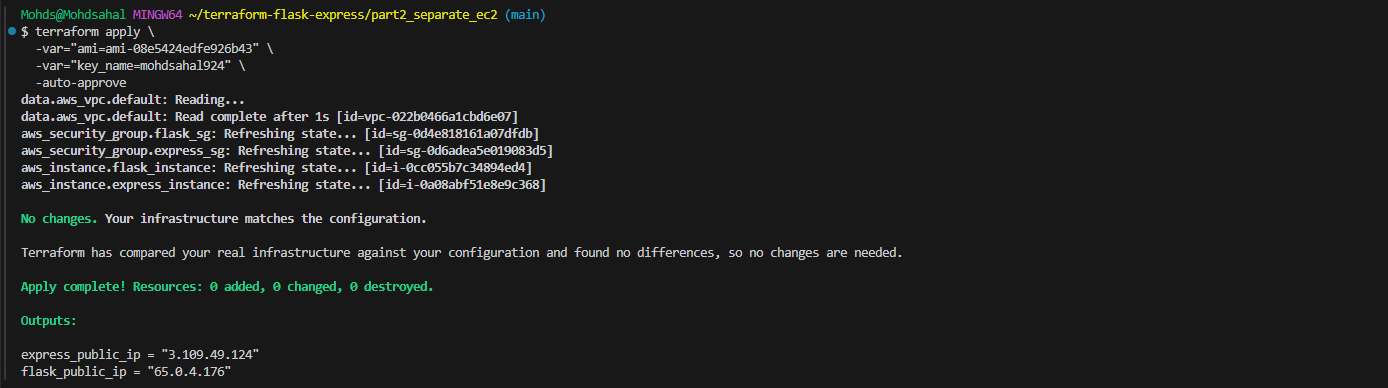 Mohds@Mohdsahal MINGW64 ~/terraform-flask-express/part2_separate_ec2 (main)
$ terraform apply \
-var="ami=ami-08e5424edfe926b43" \
-var="key_name=mohdsahal924" \
-auto-approve
data.aws_vpc.default: Reading...
data.aws_vpc.default: Read complete after 1s [id=vpc-022b0466a1cbd6e07]
aws_security_group.flask_sg: Refreshing state... [id=sg-0d4e818161a07dfdb]
aws_security_group.express_sg: Refreshing state... [id=sg-0d6adea5e019083d5]
aws_instance.flask_instance: Refreshing state... [id=i-0cc055b7c34894ed4]
aws_instance.express_instance: Refreshing state... [id=i-0a08abf51e8e9c368]
No changes. Your infrastructure matches the configuration.
Terraform has compared your real infrastructure against your configuration and found no differences, so no changes are needed.
Apply complete! Resources: 0 added, 0 changed, 0 destroyed.
Outputs:
express_public_ip = "3.109.49.124"
flask_public_ip = "65.0.4.176"